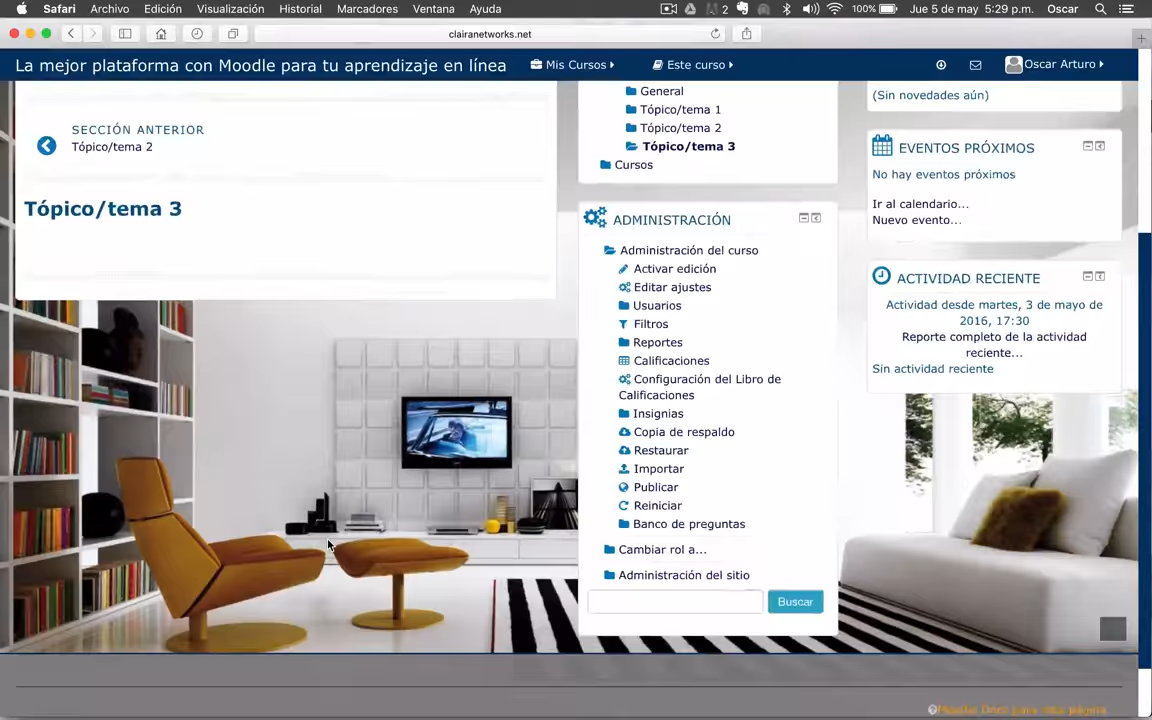 Safari Archivo Edición Visualización Historial Marcadores Ventana Ayuda 2 100% Jue 5 de may 5:29 p.m. Oscar
clairanetworks.net
La mejor plataforma con Moodle para tu aprendizaje en línea Mis Cursos Este curso Oscar Arturo
SECCIÓN ANTERIOR
Tópico/tema 2
Tópico/tema 3
General
Tópico/tema 1
Tópico/tema 2
Tópico/tema 3
Cursos
ADMINISTRACIÓN
Administración del curso
Activar edición
Editar ajustes
Usuarios
Filtros
Reportes
Calificaciones
Configuración del Libro de
Calificaciones
Insignias
Copia de respaldo
Restaurar
Importar
Publicar
Reiniciar
Banco de preguntas
Cambiar rol a...
Administración del sitio
Buscar
(Sin novedades aún)
EVENTOS PRÓXIMOS
No hay eventos próximos
Ir al calendario...
Nuevo evento...
ACTIVIDAD RECIENTE
Actividad desde martes, 3 de mayo de
2016, 17:30
Reporte completo de la actividad
reciente...
Sin actividad reciente
Moodle Docs para esta página